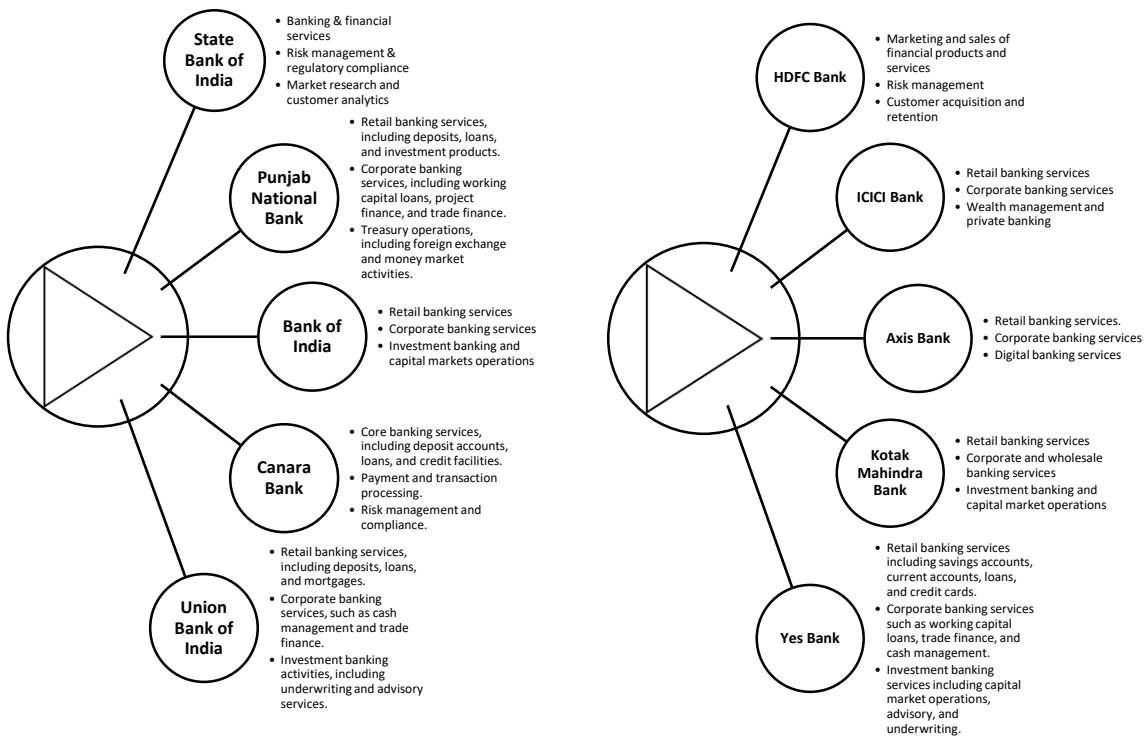 State
Bank of
India
• Banking & financial
services
• Risk management &
regulatory compliance
• Market research and
customer analytics
Punjab
National
Bank
• Retail banking services,
including deposits, loans,
and investment products.
• Corporate banking
services, including working
capital loans, project
finance, and trade finance.
• Treasury operations,
including foreign exchange
and money market
activities.
Bank of
India
• Retail banking services
• Corporate banking services
• Investment banking and
capital markets operations
Canara
Bank
• Core banking services,
including deposit accounts,
loans, and credit facilities.
• Payment and transaction
processing.
• Risk management and
compliance.
Union
Bank of
India
• Retail banking services,
including deposits, loans,
and mortgages.
• Corporate banking
services, such as cash
management and trade
finance.
• Investment banking
activities, including
underwriting and advisory
services.
HDFC Bank
• Marketing and sales of
financial products and
services
• Risk management
• Customer acquisition and
retention
ICICI Bank
• Retail banking services
• Corporate banking services
• Wealth management and
private banking
Axis Bank
• Retail banking services.
• Corporate banking services
• Digital banking services
Kotak
Mahindra
Bank
• Retail banking services
• Corporate and wholesale
banking services
• Investment banking and
capital market operations
Yes Bank
• Retail banking services
including savings accounts,
current accounts, loans,
and credit cards.
• Corporate banking services
such as working capital
loans, trade finance, and
cash management.
• Investment banking
services including capital
market operations,
advisory, and
underwriting.